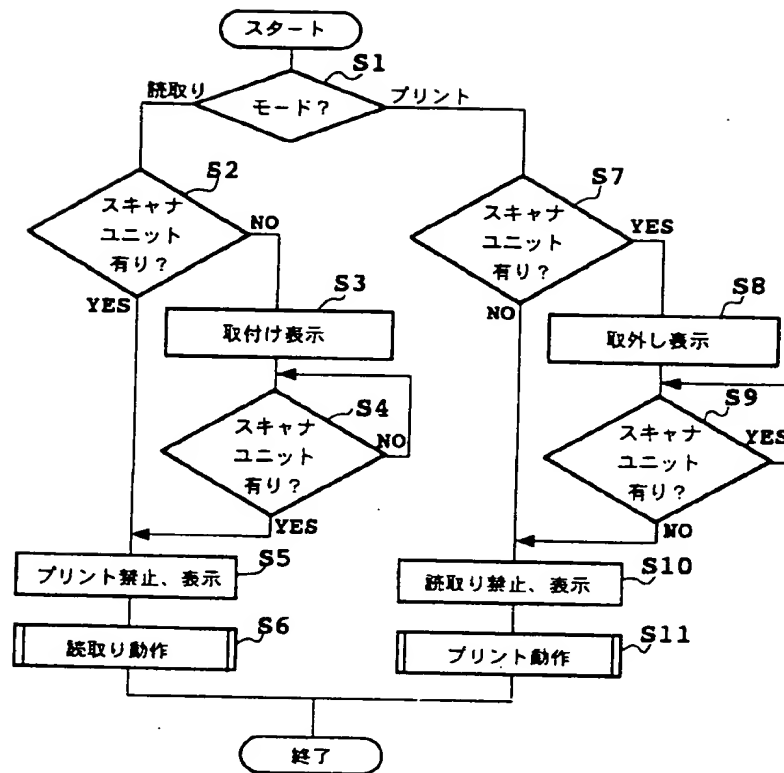 スタート
S1
読取り
モード?
プリント
S2
スキャナ
ユニット
有り?
NO
YES
S3
取付け表示
S4
スキャナ
ユニット
有り?
NO
YES
S5
プリント禁止、表示
S6
読取り動作
S7
スキャナ
ユニット
有り?
YES
NO
S8
取外し表示
S9
スキャナ
ユニット
有り?
YES
NO
S10
読取り禁止、表示
S11
プリント動作
終了